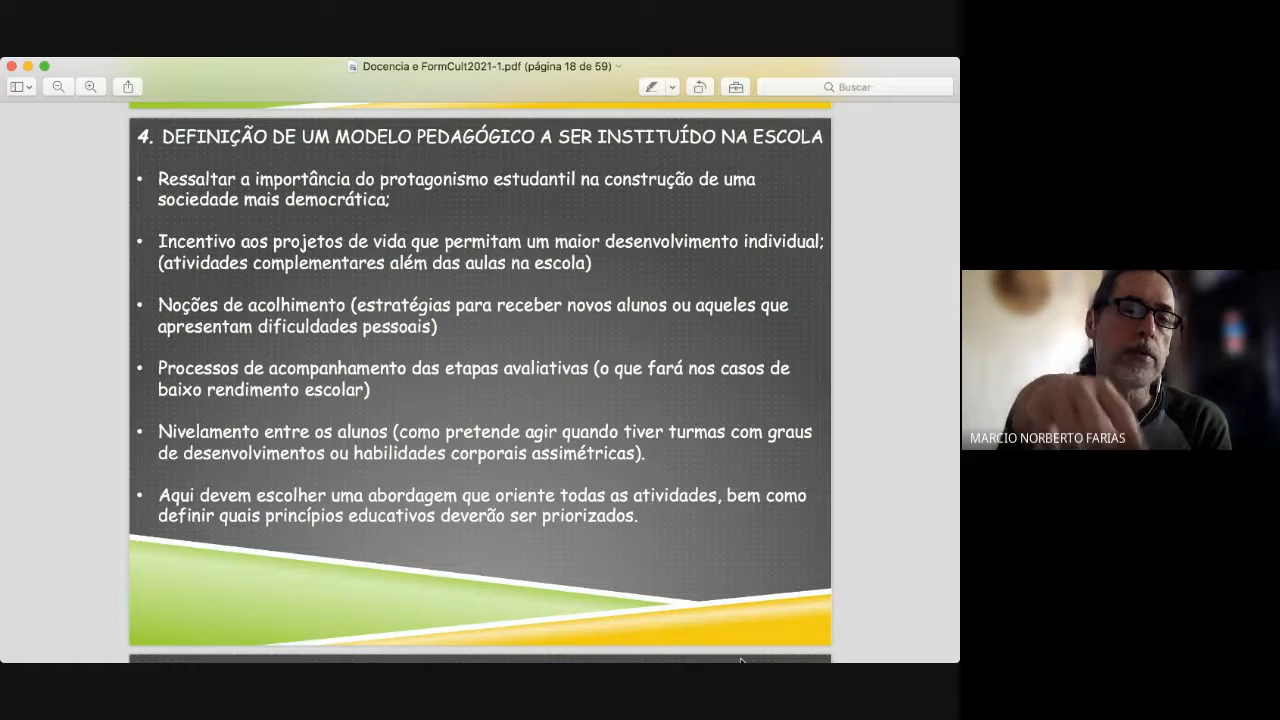 Docencia e FormCult2021-1.pdf (página 18 de 59)
Buscar
4. DEFINIÇÃO DE UM MODELO PEDAGÓGICO A SER INSTITUÍDO NA ESCOLA
• Ressaltar a importância do protagonismo estudantil na construção de uma
sociedade mais democrática;
• Incentivo aos projetos de vida que permitam um maior desenvolvimento individual;
(atividades complementares além das aulas na escola)
• Noções de acolhimento (estratégias para receber novos alunos ou aqueles que
apresentam dificuldades pessoais)
• Processos de acompanhamento das etapas avaliativas (o que fará nos casos de
baixo rendimento escolar)
• Nivelamento entre os alunos (como pretende agir quando tiver turmas com graus
de desenvolvimentos ou habilidades corporais assimétricas).
• Aqui devem escolher uma abordagem que oriente todas as atividades, bem como
definir quais princípios educativos deverão ser priorizados.
MARCIO NORBERTO FARIAS